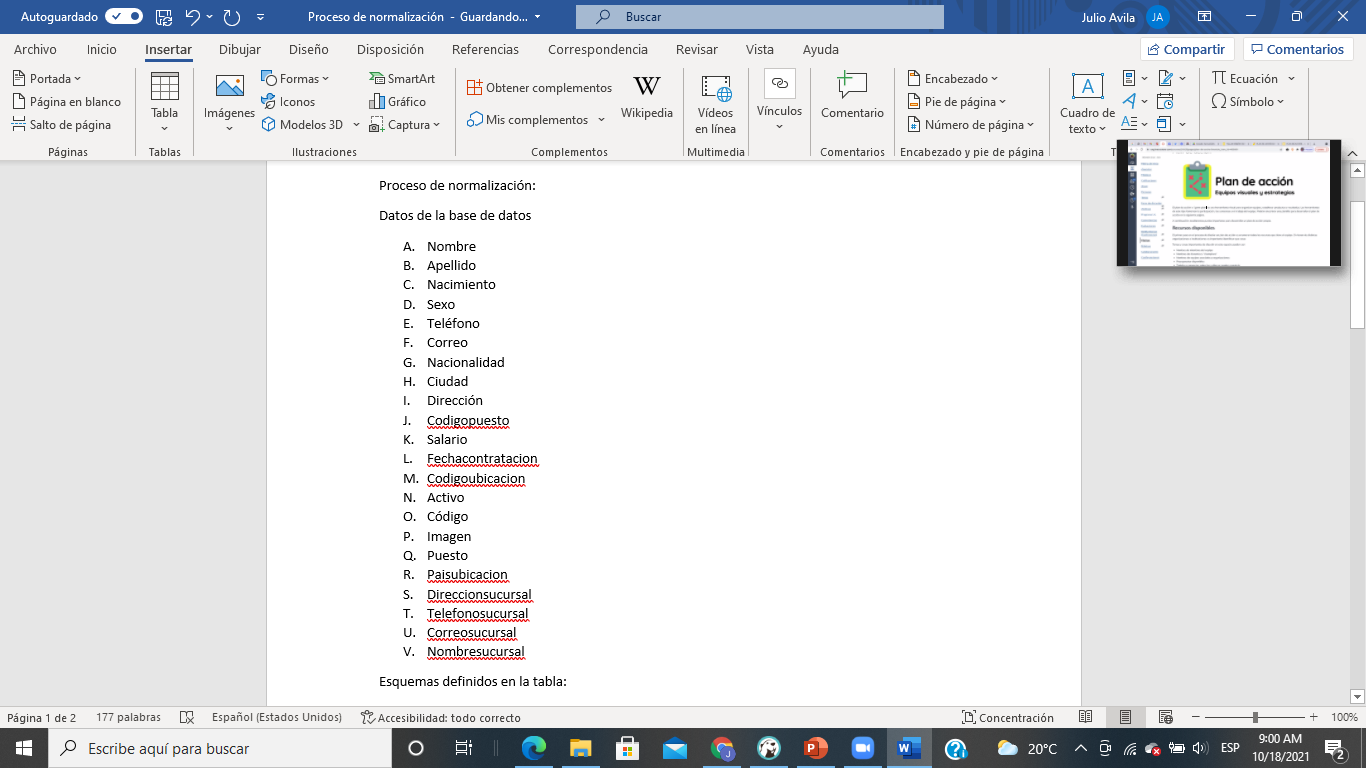 Autoguardado
Proceso de normalización - Guardando...
Buscar
Julio Avila
JA
Archivo Inicio Insertar Dibujar Diseño Disposición Referencias Correspondencia Revisar Vista Ayuda
Compartir
Comentarios
Portada
Página en blanco
Salto de página
Páginas
Tabla
Tablas
Imágenes
Formas
Iconos
Modelos 3D
SmartArt
Gráfico
Captura
Ilustraciones
Obtener complementos
Mis complementos
W
Wikipedia
Complementos
Vídeos
en línea
Multimedia
Vínculos
Comentario
Comentarios
Encabezado
Pie de página
Número de página
Encabezado y pie de página
A
Cuadro de
texto
T
Ecuación
Símbolo
Plan de acción
Equipos visuales y estrategias
Recursos disponibles
Proceso de normalización:
Datos de la base de datos
A. Nombre
B. Apellido
C. Nacimiento
D. Sexo
E. Teléfono
F. Correo
G. Nacionalidad
H. Ciudad
I. Dirección
J. Codigopuesto
K. Salario
L. Fechacontratacion
M. Codigoubicacion
N. Activo
O. Código
P. Imagen
Q. Puesto
R. Paisubicacion
S. Direccionsucursal
T. Telefonosucursal
U. Correosucursal
V. Nombresucursal
Esquemas definidos en la tabla:
Página 1 de 2 177 palabras Español (Estados Unidos) Accesibilidad: todo correcto Concentración 100%
Escribe aquí para buscar
20°C
ESP
9:00 AM
10/18/2021
2